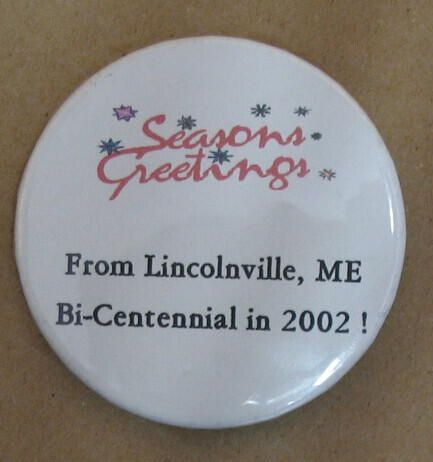 Seasons
Greetings
From Lincolnville, ME
Bi-Centennial in 2002 !